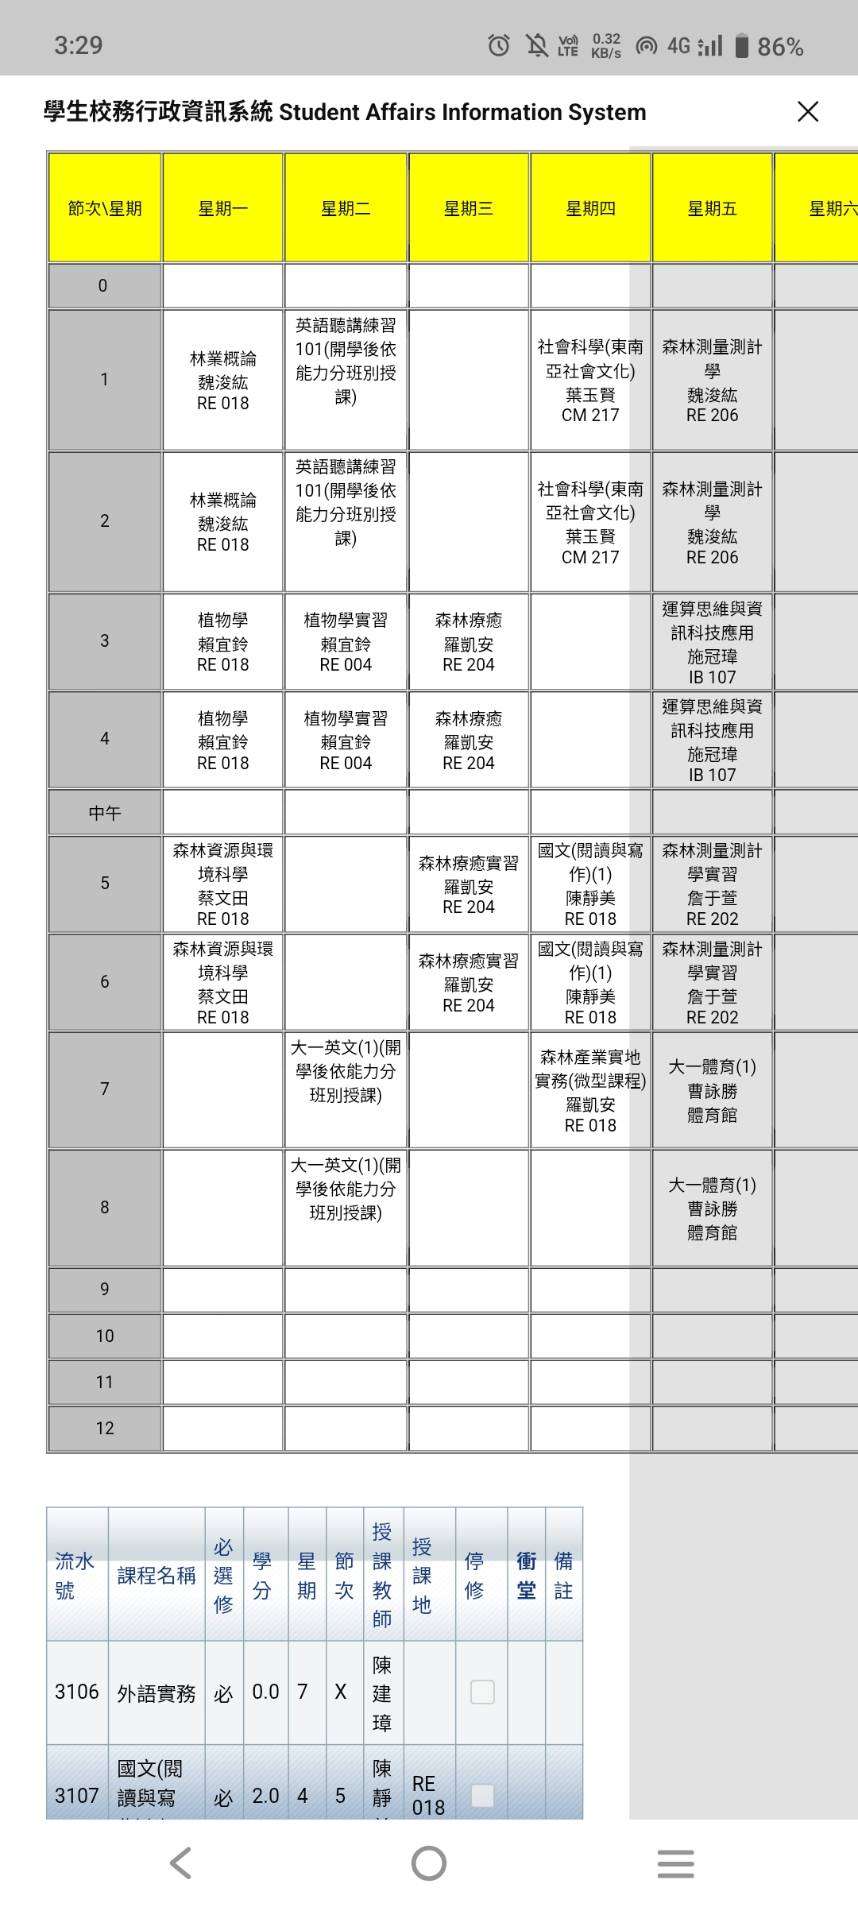 3:29
Vo) LTE 0.32 KB/s 4G 86%
學生校務行政資訊系統 Student Affairs Information System
節次\星期 星期一 星期二 星期三 星期四 星期五 星期六
0
1
林業概論
魏浚紘
RE 018
英語聽講練習
101(開學後依
能力分班別授
課)
社會科學(東南
亞社會文化)
葉玉賢
CM 217
森林測量測計
學
魏浚紘
RE 206
2
林業概論
魏浚紘
RE 018
英語聽講練習
101(開學後依
能力分班別授
課)
社會科學(東南
亞社會文化)
葉玉賢
CM 217
森林測量測計
學
魏浚紘
RE 206
3
植物學
賴宜鈴
RE 018
植物學實習
賴宜鈴
RE 004
森林療癒
羅凱安
RE 204
運算思維與資
訊科技應用
施冠瑋
IB 107
4
植物學
賴宜鈴
RE 018
植物學實習
賴宜鈴
RE 004
森林療癒
羅凱安
RE 204
運算思維與資
訊科技應用
施冠瑋
IB 107
中午
5
森林資源與環
境科學
蔡文田
RE 018
森林療癒實習
羅凱安
RE 204
國文(閱讀與寫
作)(1)
陳靜美
RE 018
森林測量測計
學實習
詹于萱
RE 202
6
森林資源與環
境科學
蔡文田
RE 018
森林療癒實習
羅凱安
RE 204
國文(閱讀與寫
作)(1)
陳靜美
RE 018
森林測量測計
學實習
詹于萱
RE 202
7
大一英文(1)(開
學後依能力分
班別授課)
森林產業實地
實務(微型課程)
羅凱安
RE 018
大一體育(1)
曹詠勝
體育館
8
大一英文(1)(開
學後依能力分
班別授課)
大一體育(1)
曹詠勝
體育館
9
10
11
12
流水
號
課程名稱
必
選
修
學
分
星
期
節
次
授
課
教
師
授
課
地
停
修
衝
堂
備
註
3106 外語實務 必 0.0 7 X
陳
建
璋
3107
國文(閱
讀與寫
必 2.0 4 5
陳
靜
RE
018